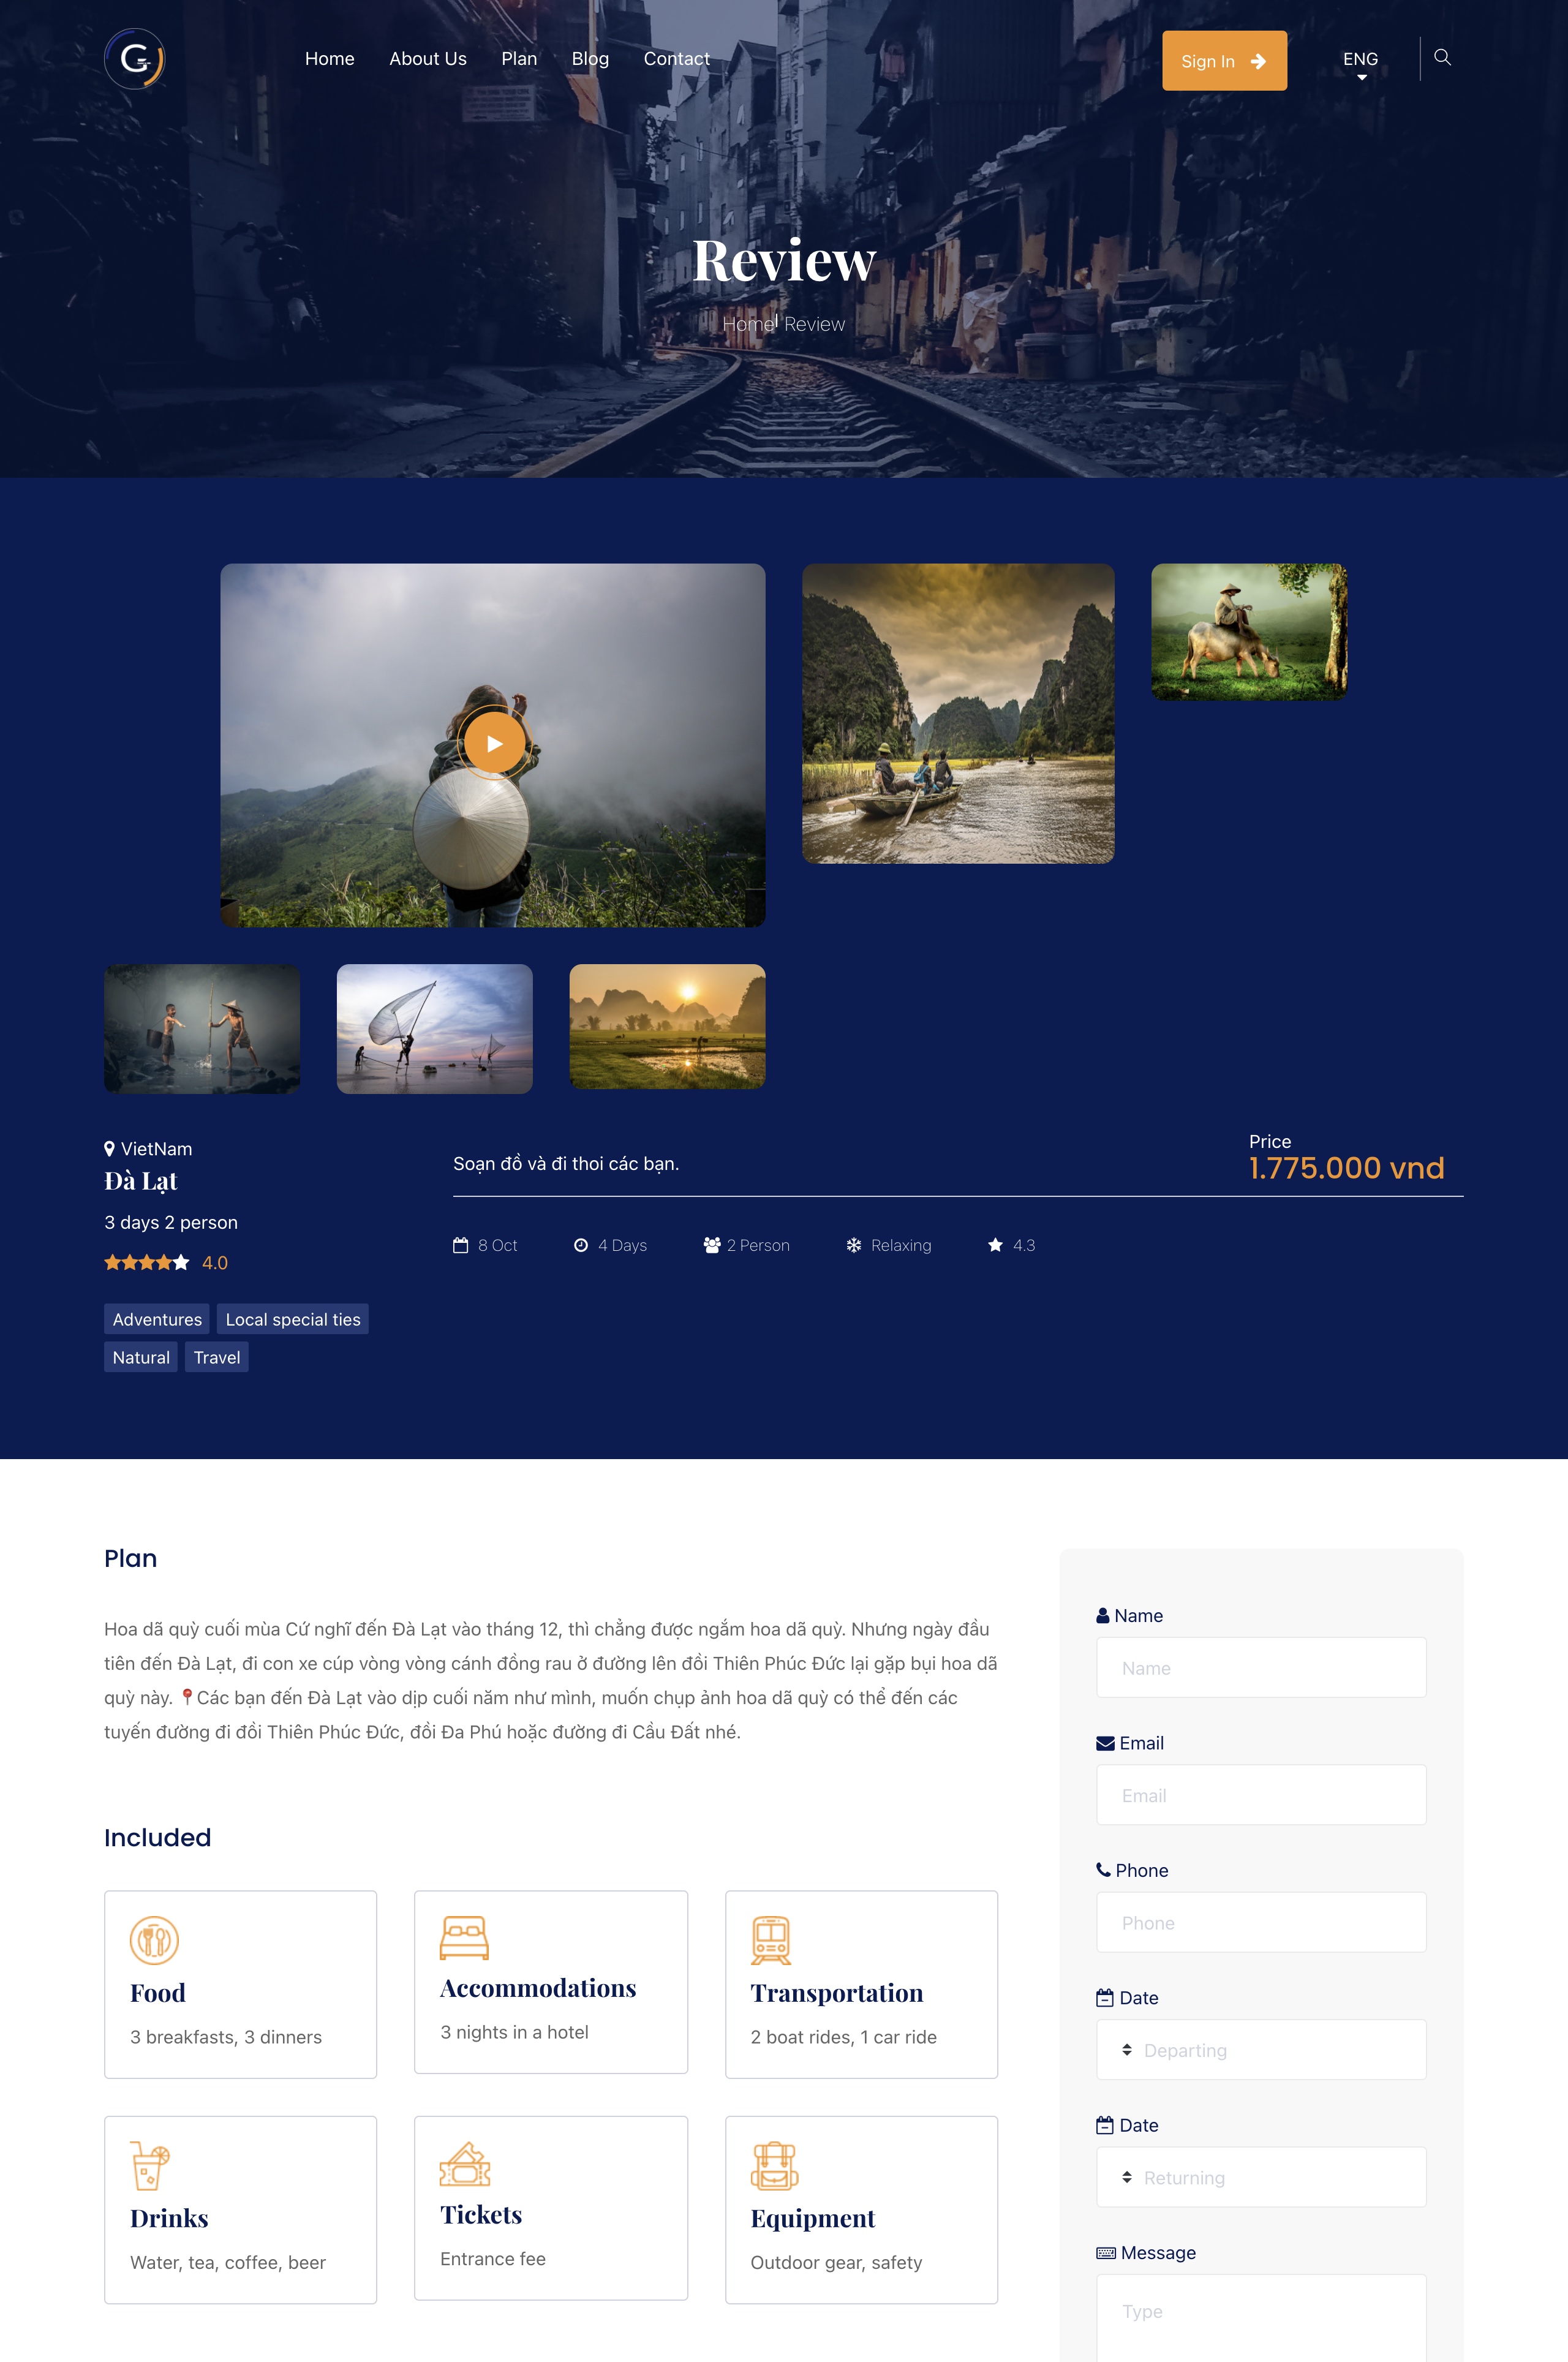 G
Home About Us Plan Blog Contact
Sign In
ENG
Review
Home| Review
VietNam
Đà Lạt
3 days 2 person
4.0
Adventures Local special ties
Natural Travel
Soạn đồ và đi thoi các bạn.
Price
1.775.000 vnd
8 Oct 4 Days 2 Person Relaxing 4.3
Plan
Hoa dã quỳ cuối mùa Cứ nghĩ đến Đà Lạt vào tháng 12, thì chẳng được ngắm hoa dã quỳ. Nhưng ngày đầu
tiên đến Đà Lạt, đi con xe cúp vòng vòng cánh đồng rau ở đường lên đồi Thiên Phúc Đức lại gặp bụi hoa dã
quỳ này. 📍Các bạn đến Đà Lạt vào dịp cuối năm như mình, muốn chụp ảnh hoa dã quỳ có thể đến các
tuyến đường đi đồi Thiên Phúc Đức, đồi Đa Phú hoặc đường đi Cầu Đất nhé.
Included
Food
3 breakfasts, 3 dinners
Accommodations
3 nights in a hotel
Transportation
2 boat rides, 1 car ride
Drinks
Water, tea, coffee, beer
Tickets
Entrance fee
Equipment
Outdoor gear, safety
Name
Name
Email
Email
Phone
Phone
Date
Departing
Date
Returning
Message
Type